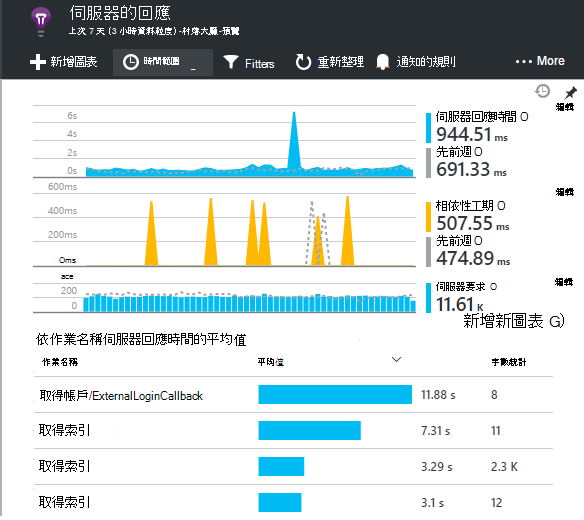 伺服器的回應
上次 7 天 (3 小時資料粒度) -村落大廳-預覽
新增圖表 時間範圍 Fitters 重新整理 通知的規則 More
編輯
6s
4s
2s
0s
伺服器回應時間 O
944.51 ms
先前週 O
691.33 ms
編輯
600ms
400ms
200ms
0ms
相依性工期 O
507.55 ms
先前週 O
474.89 ms
編輯
ace
200
0
伺服器要求 O
11.61 K
新增新圖表 G)
依作業名稱伺服器回應時間的平均值
作業名稱 平均值 字數統計
取得帳戶/ExternalLoginCallback 11.88 s 8
取得索引 7.31 s 11
取得索引 3.29 s 2.3 K
取得索引 3.1 s 12